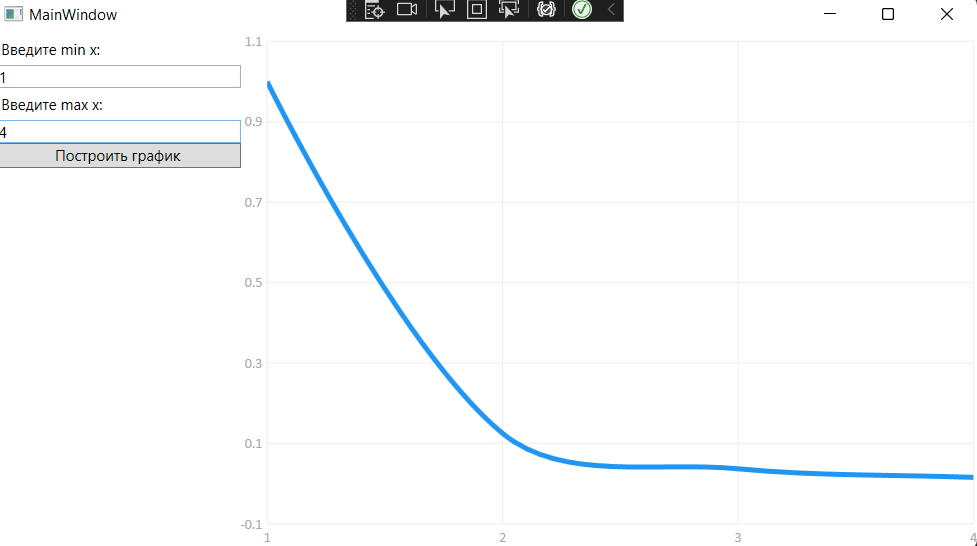 MainWindow
Введите min x:
1
Введите max x:
4
Построить график
1.1
0.9
0.7
0.5
0.3
0.1
-0.1
1 2 3 4